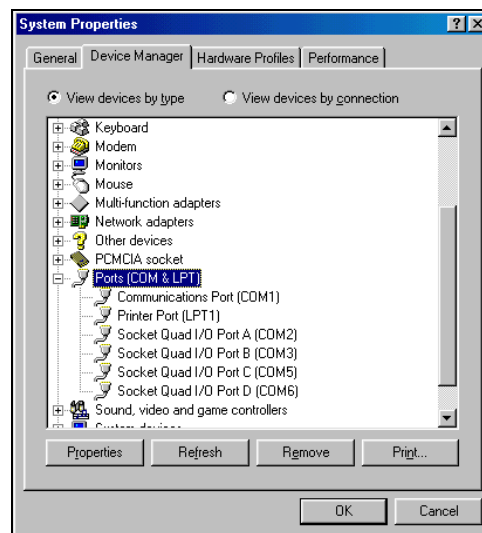 System Properties
General Device Manager Hardware Profiles Performance
View devices by type View devices by connection
Keyboard
Modem
Monitors
Mouse
Multi-function adapters
Network adapters
Other devices
PCMCIA socket
Ports (COM & LPT)
Communications Port (COM1)
Printer Port (LPT1)
Socket Quad I/O Port A (COM2)
Socket Quad I/O Port B (COM3)
Socket Quad I/O Port C (COM5)
Socket Quad I/O Port D (COM6)
Sound, video and game controllers
System devices
Properties Refresh Remove Print...
OK Cancel